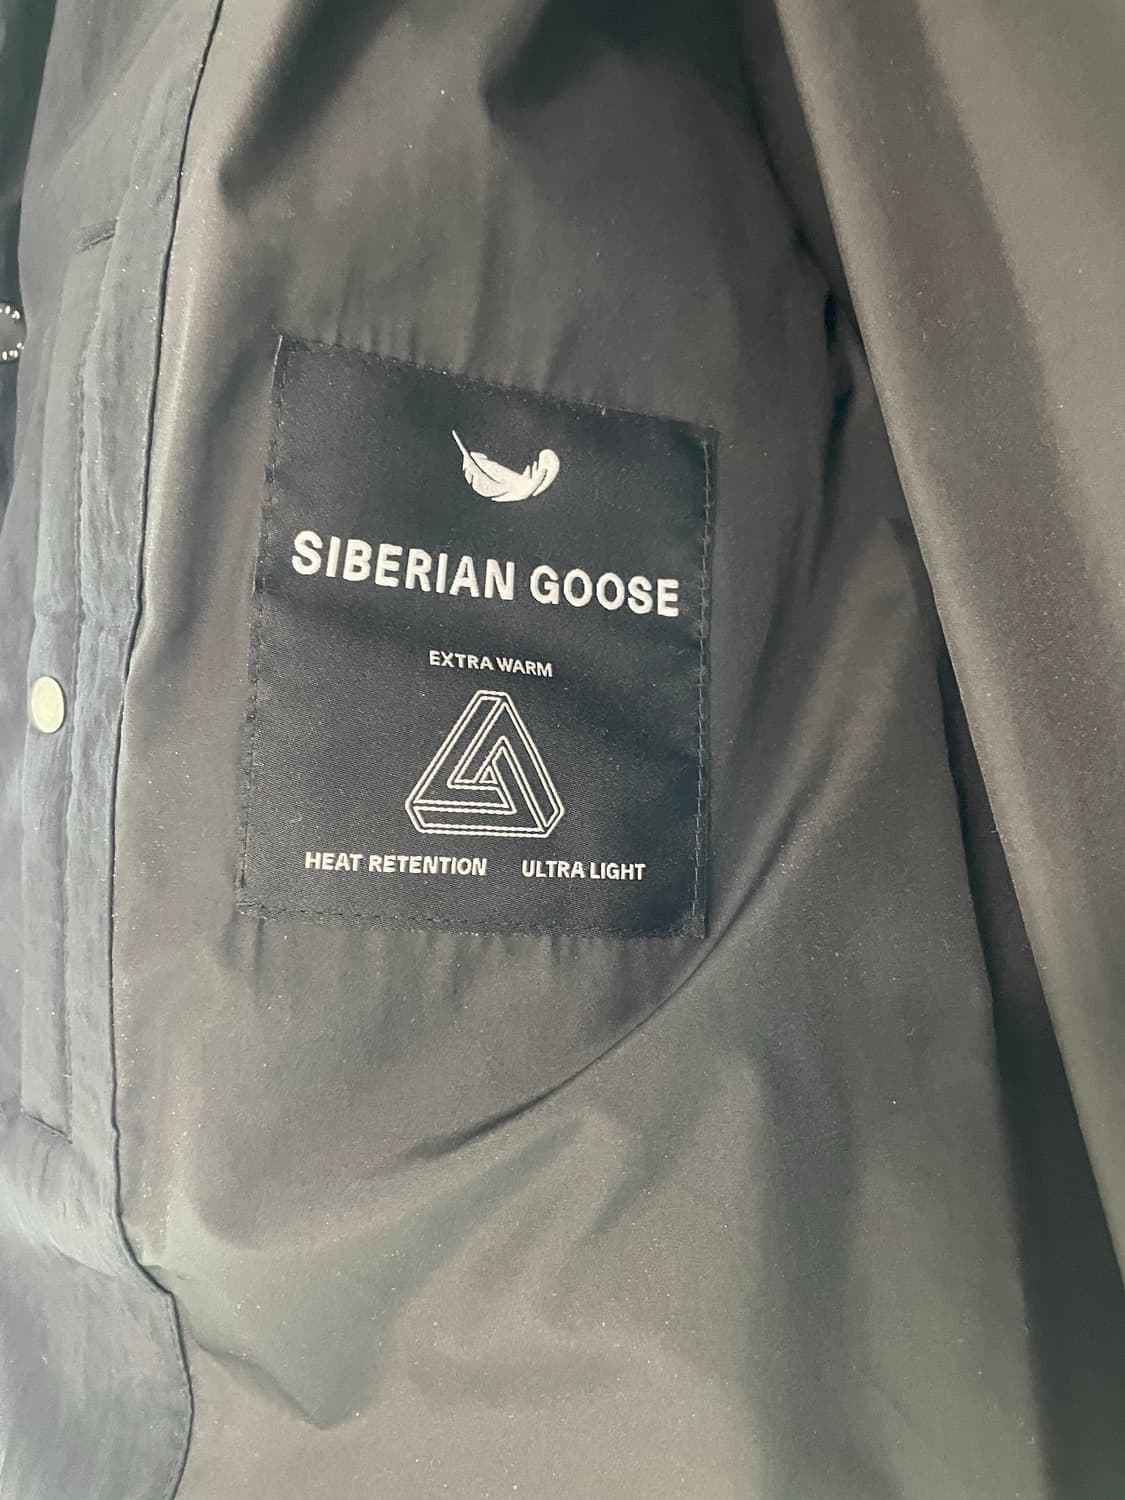 SIBERIAN GOOSE
EXTRA WARM
HEAT RETENTION ULTRA LIGHT